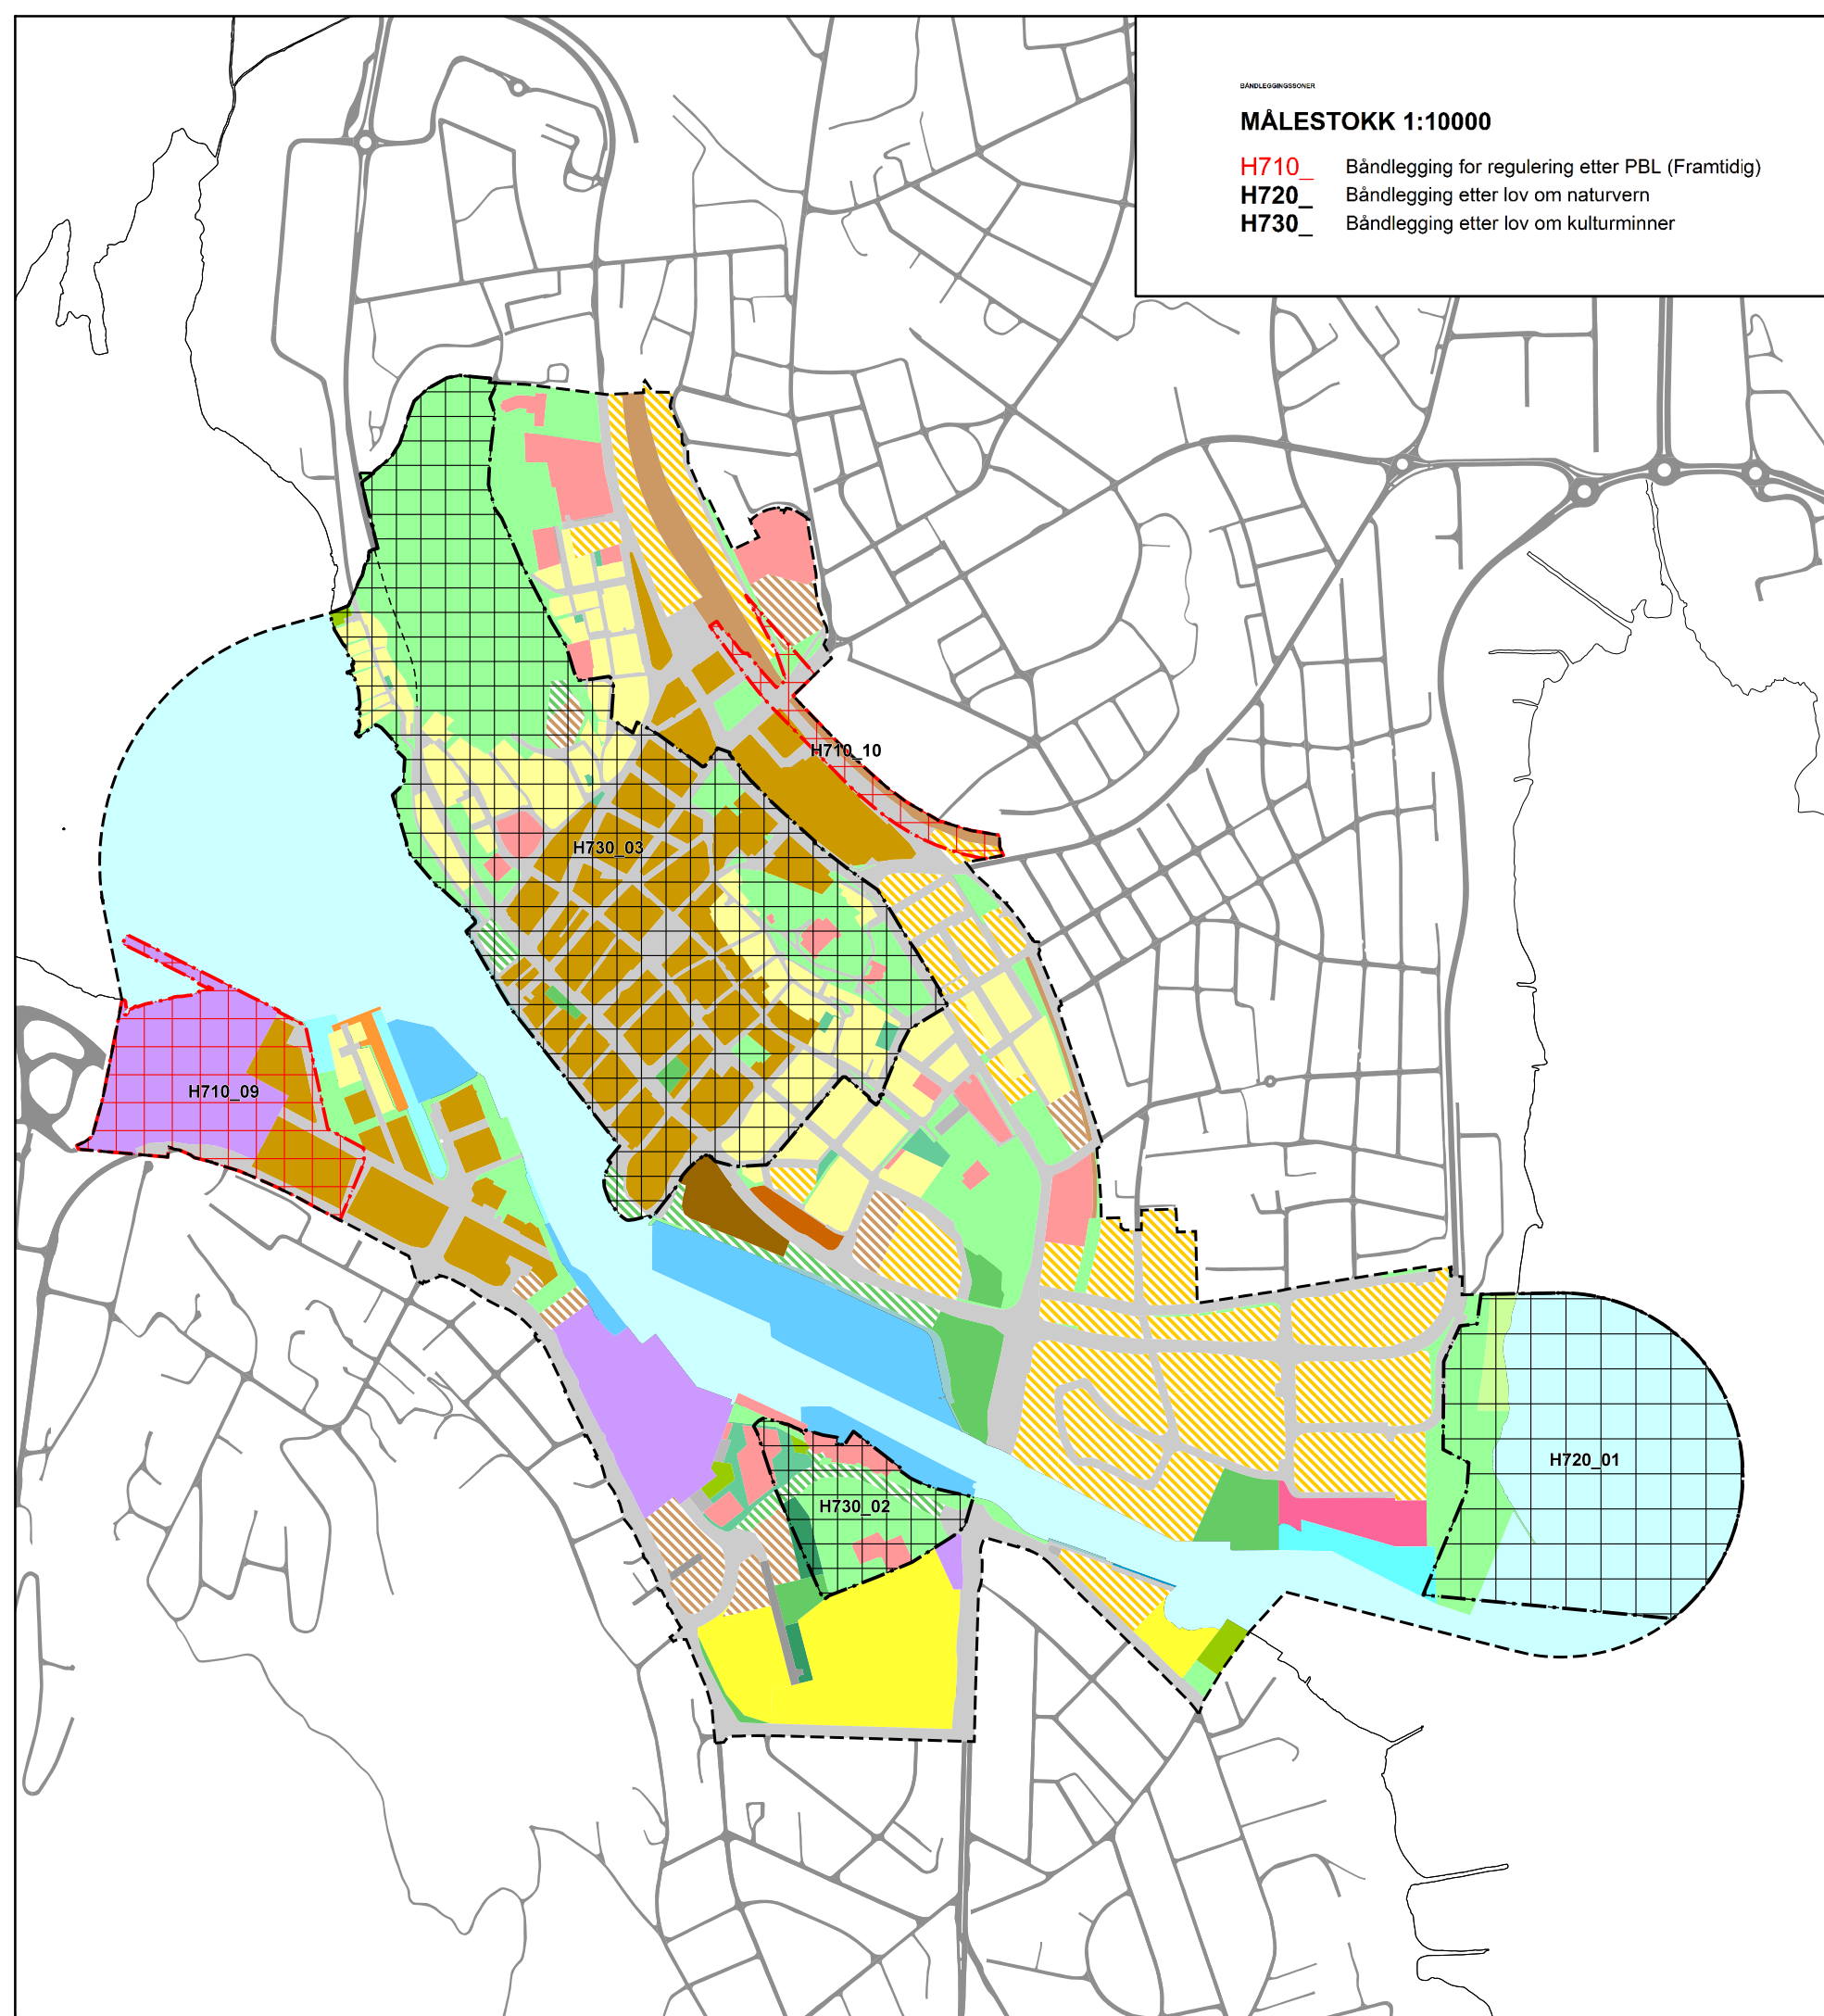 BÅNDLEGGINGSSONER
MÅLESTOKK 1:10000
H710_ Båndlegging for regulering etter PBL (Framtidig)
H720_ Båndlegging etter lov om naturvern
H730_ Båndlegging etter lov om kulturminner
H710_10
H730_03
H710_09
H720_01
H730_02